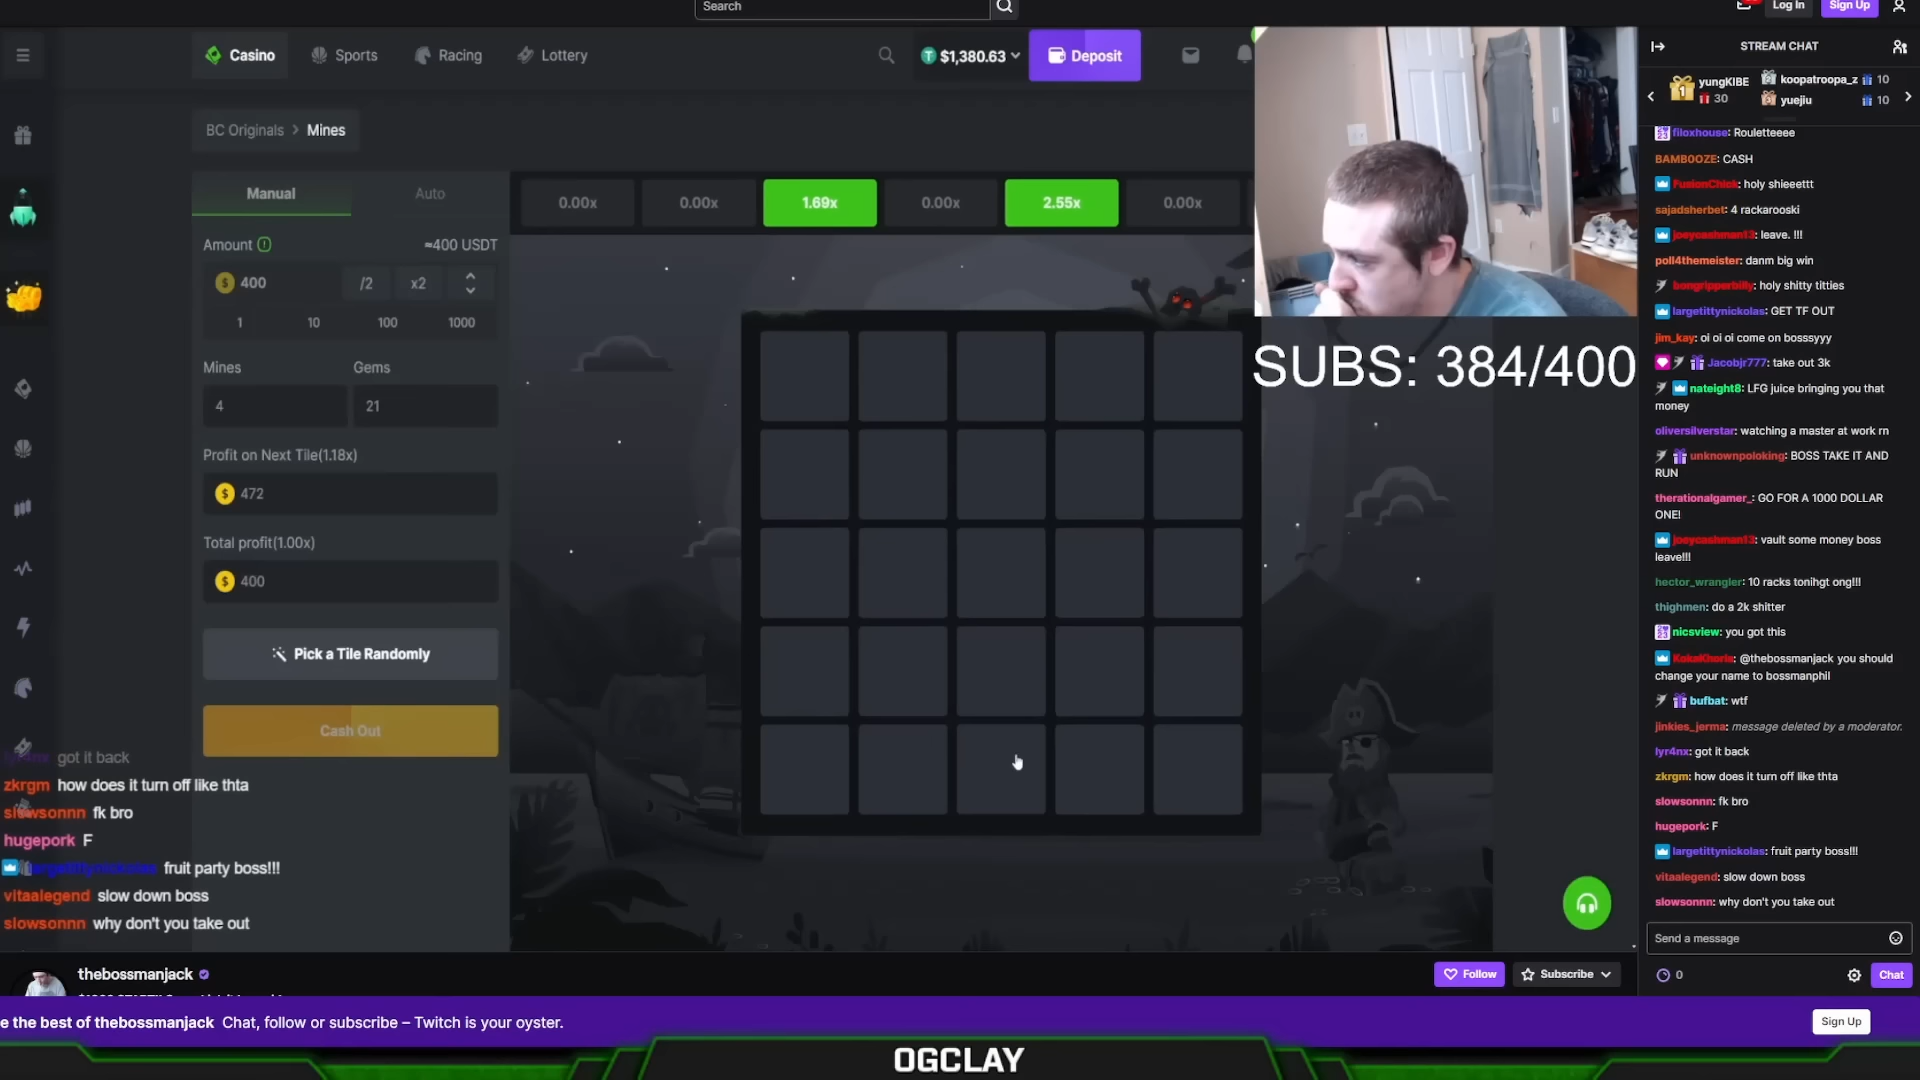 Search
Log In
Sign Up
Casino
Sports
Racing
Lottery
$1,380.63
Deposit
BC Originals > Mines
Manual
Auto
0.00x
0.00x
1.69x
0.00x
2.55x
0.00x
Amount
≈400 USDT
400
/2
x2
1
10
100
1000
Mines
Gems
4
21
Profit on Next Tile(1.18x)
472
Total profit(1.00x)
400
Pick a Tile Randomly
Cash Out
lyr4nx got it back
zkrgm how does it turn off like thta
slowsonnn fk bro
hugepork F
largetittynickolas fruit party boss!!!
vitaalegend slow down boss
slowsonnn why don't you take out
SUBS: 384/400
STREAM CHAT
yungKIBE
30
koopatroopa_z 10
yuejiu 10
filoxhouse: Rouletteeee
BAMB0OZE: CASH
FusionChick: holy shieeettt
sajadsherbet: 4 rackarooski
joeycashman13: leave. !!!
poll4themeister: danm big win
bongripperbilly: holy shitty titties
largetittynickolas: GET TF OUT
jim_kay: oi oi oi come on bosssyyy
Jacobjr777: take out 3k
nateight8: LFG juice bringing you that
money
oliversilverstar: watching a master at work rn
unknownpoloking: BOSS TAKE IT AND
RUN
therationalgamer_: GO FOR A 1000 DOLLAR
ONE!
joeycashman13: vault some money boss
leave!!!
hector_wrangler: 10 racks tonihgt ong!!!
thighmen: do a 2k shitter
nicsview: you got this
KokaKhoris: @thebossmanjack you should
change your name to bossmanphil
bufbat: wtf
jinkies_jerma: message deleted by a moderator.
lyr4nx: got it back
zkrgm: how does it turn off like thta
slowsonnn: fk bro
hugepork: F
largetittynickolas: fruit party boss!!!
vitaalegend: slow down boss
slowsonnn: why don't you take out
Send a message
0
Chat
thebossmanjack
Follow
Subscribe
e the best of thebossmanjack Chat, follow or subscribe – Twitch is your oyster.
Sign Up
OGCLAY